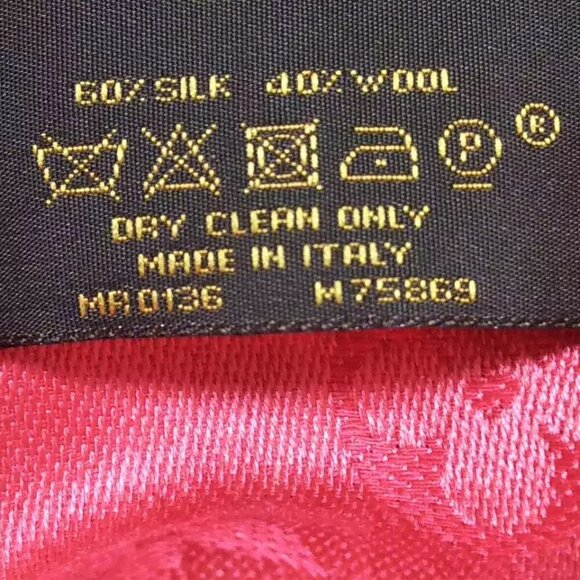 60% SILK 40% WOOL
P ®
DRY CLEAN ONLY
MADE IN ITALY
MA0136 M75869